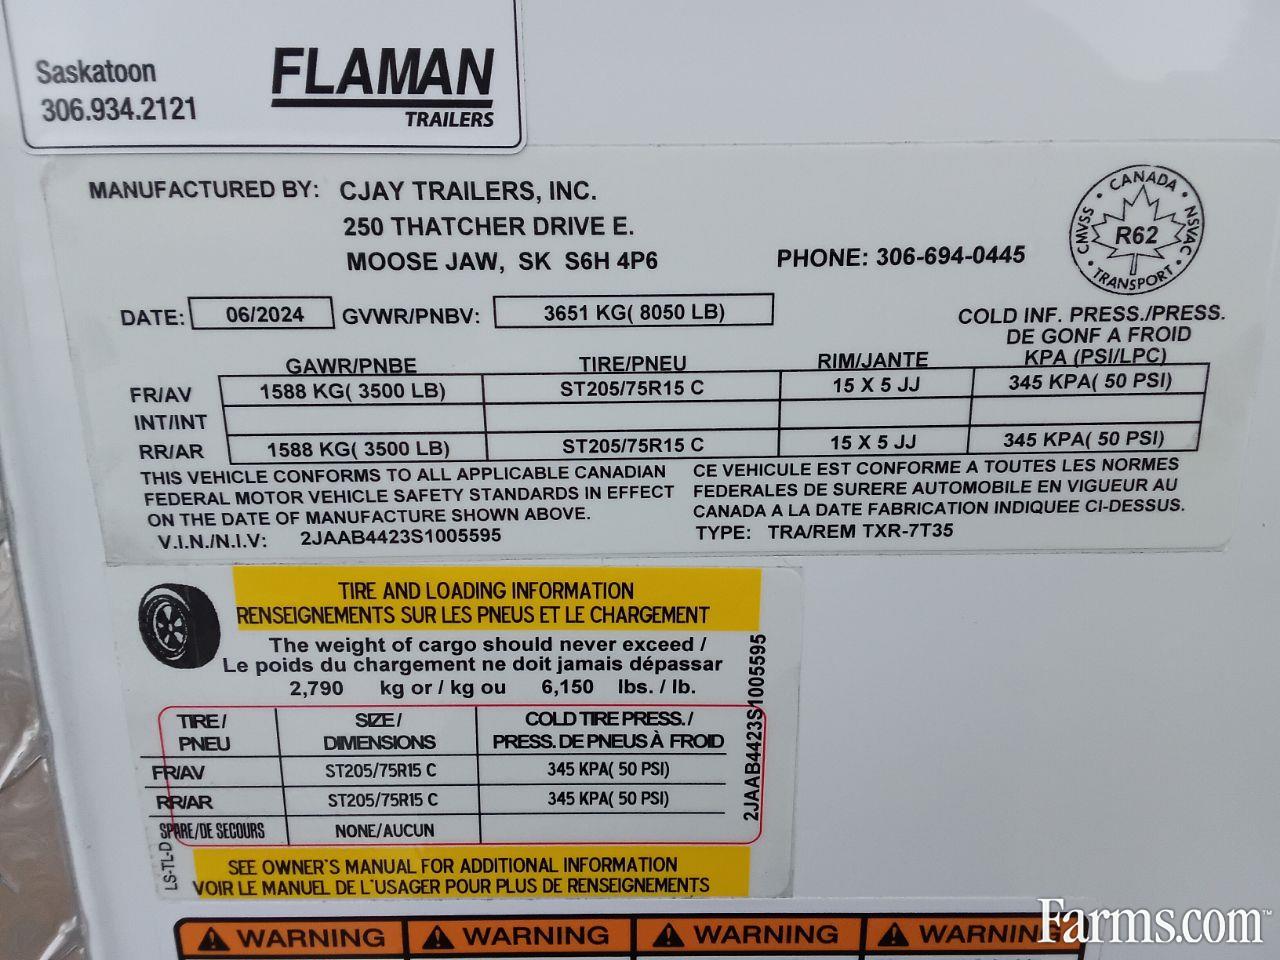 Saskatoon
306.934.2121
FLAMAN
TRAILERS
MANUFACTURED BY: CJAY TRAILERS, INC.
250 THATCHER DRIVE E.
MOOSE JAW, SK S6H 4P6
PHONE: 306-694-0445
CANADA
CMVSS
R62
NSVAC
TRANSPORT
DATE: 06/2024 GVWR/PNBV: 3651 KG( 8050 LB)
COLD INF. PRESS./PRESS.
DE GONF A FROID
GAWR/PNBE TIRE/PNEU RIM/JANTE KPA (PSI/LPC)
FR/AV 1588 KG( 3500 LB) ST205/75R15 C 15 X 5 JJ 345 KPA( 50 PSI)
INT/INT
RR/AR 1588 KG( 3500 LB) ST205/75R15 C 15 X 5 JJ 345 KPA( 50 PSI)
THIS VEHICLE CONFORMS TO ALL APPLICABLE CANADIAN
FEDERAL MOTOR VEHICLE SAFETY STANDARDS IN EFFECT
ON THE DATE OF MANUFACTURE SHOWN ABOVE.
V.I.N./N.I.V: 2JAAB4423S1005595
CE VEHICULE EST CONFORME A TOUTES LES NORMES
FEDERALES DE SURERE AUTOMOBILE EN VIGUEUR AU
CANADA A LA DATE FABRICATION INDIQUEE CI-DESSUS.
TYPE: TRA/REM TXR-7T35
TIRE AND LOADING INFORMATION
RENSEIGNEMENTS SUR LES PNEUS ET LE CHARGEMENT
The weight of cargo should never exceed /
Le poids du chargement ne doit jamais dépassar
2,790 kg or / kg ou 6,150 lbs. / lb.
TIRE / SIZE / COLD TIRE PRESS. /
PNEU DIMENSIONS PRESS. DE PNEUS À FROID
FR/AV ST205/75R15 C 345 KPA( 50 PSI)
RR/AR ST205/75R15 C 345 KPA( 50 PSI)
SPARE/DE SECOURS NONE/AUCUN
2JAAB4423S1005595
LS-TL-D
SEE OWNER'S MANUAL FOR ADDITIONAL INFORMATION
VOIR LE MANUEL DE L'USAGER POUR PLUS DE RENSEIGNEMENTS
WARNING WARNING WARNING WARNING
Farms.com™